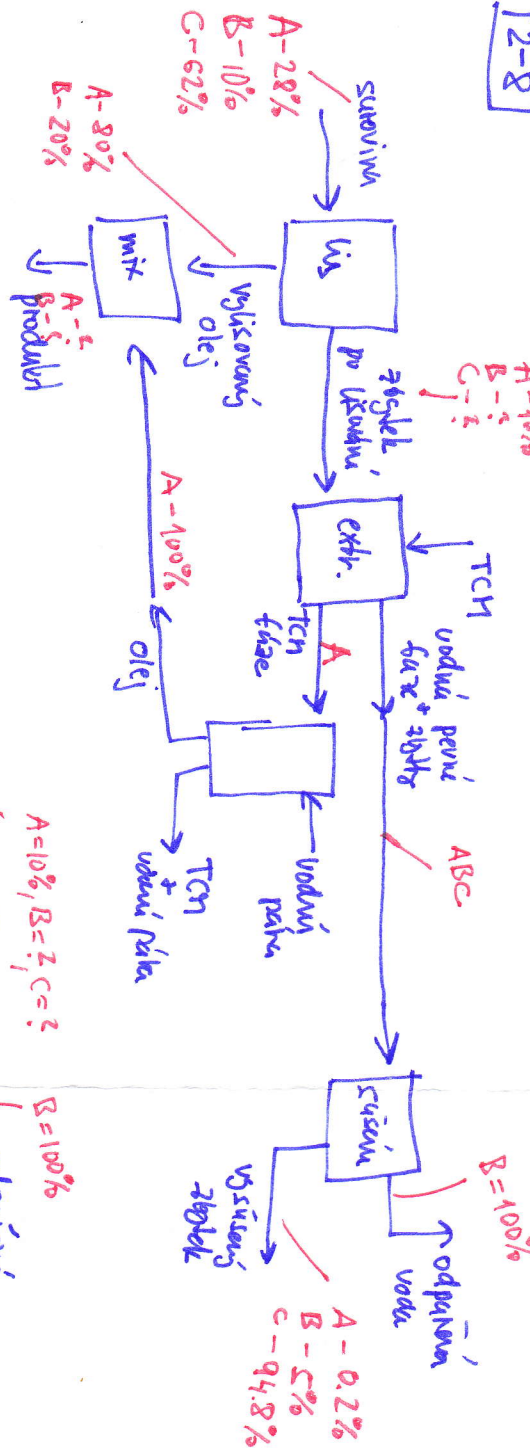 12-8
surovina
A-28%
B-10%
C-62%
lis
zbytek
po lisování
B-?
C-?
TCM
extr.
vodná pevné
fáze + zbytky
ABC
sušení
B=100%
odpařená
voda
vysušený
zbytek
A-0.2%
B-5%
C-94.8%
A
TCM
fáze
vodní
pára
TCM
+
vodní pára
olej
A-100%
vylisovaný
olej
A-80%
B-20%
mix
A-?
B-?
produkt
A=10%, B=?, C=?
B=100%